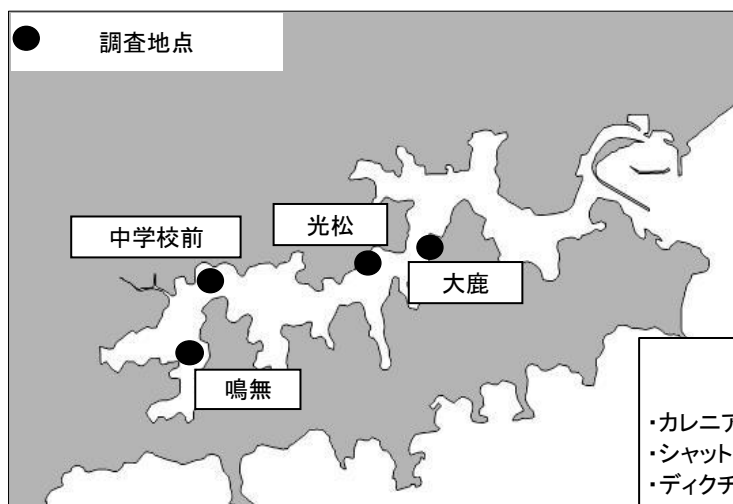 調査地点
光松
中学校前
大鹿
鳴無
・カレニア
・シャット
・ディクチ